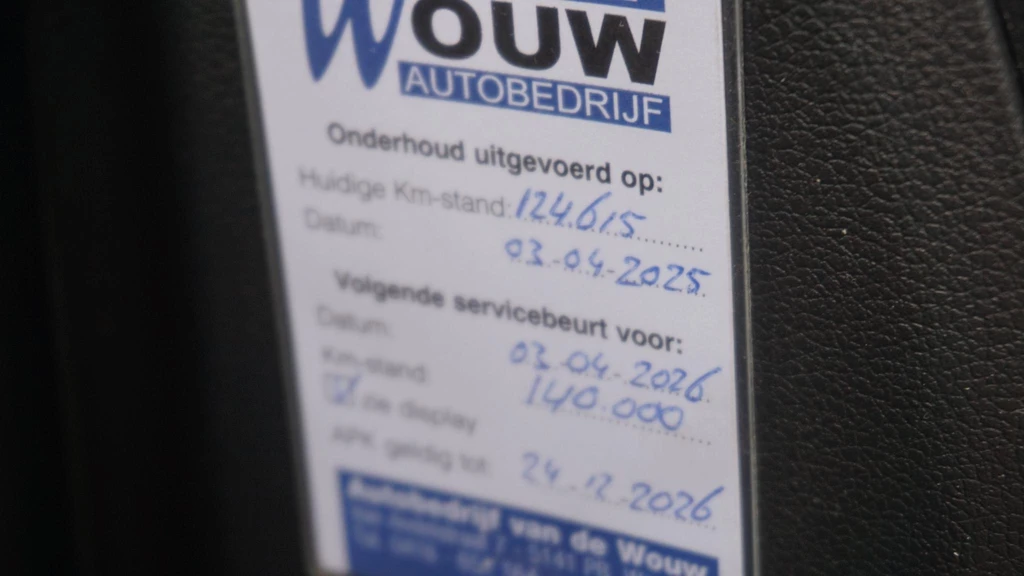 WOUW
AUTOBEDRIJF
Onderhoud uitgevoerd op:
Huidige Km-stand: 124.615
Datum: 03-04-2025
Volgende servicebeurt voor:
Datum: 03-04-2026
Km-stand: 140.000
zie display
APK geldig tot: 24-12-2026
Autobedrijf van de Wouw